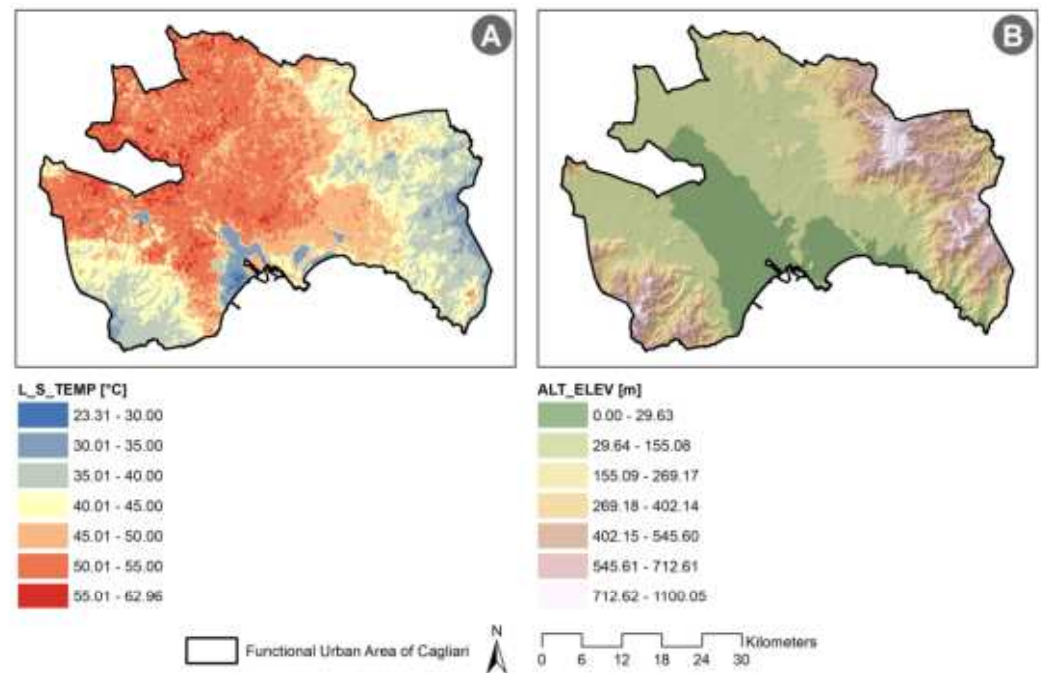 A
B
L_S_TEMP [°C]
23.31 - 30.00
30.01 - 35.00
35.01 - 40.00
40.01 - 45.00
45.01 - 50.00
50.01 - 55.00
55.01 - 62.96
ALT_ELEV [m]
0.00 - 29.63
29.64 - 155.08
155.09 - 269.17
269.18 - 402.14
402.15 - 545.60
545.61 - 712.61
712.62 - 1100.05
Functional Urban Area of Cagliari
N
Kilometers
0 6 12 18 24 30